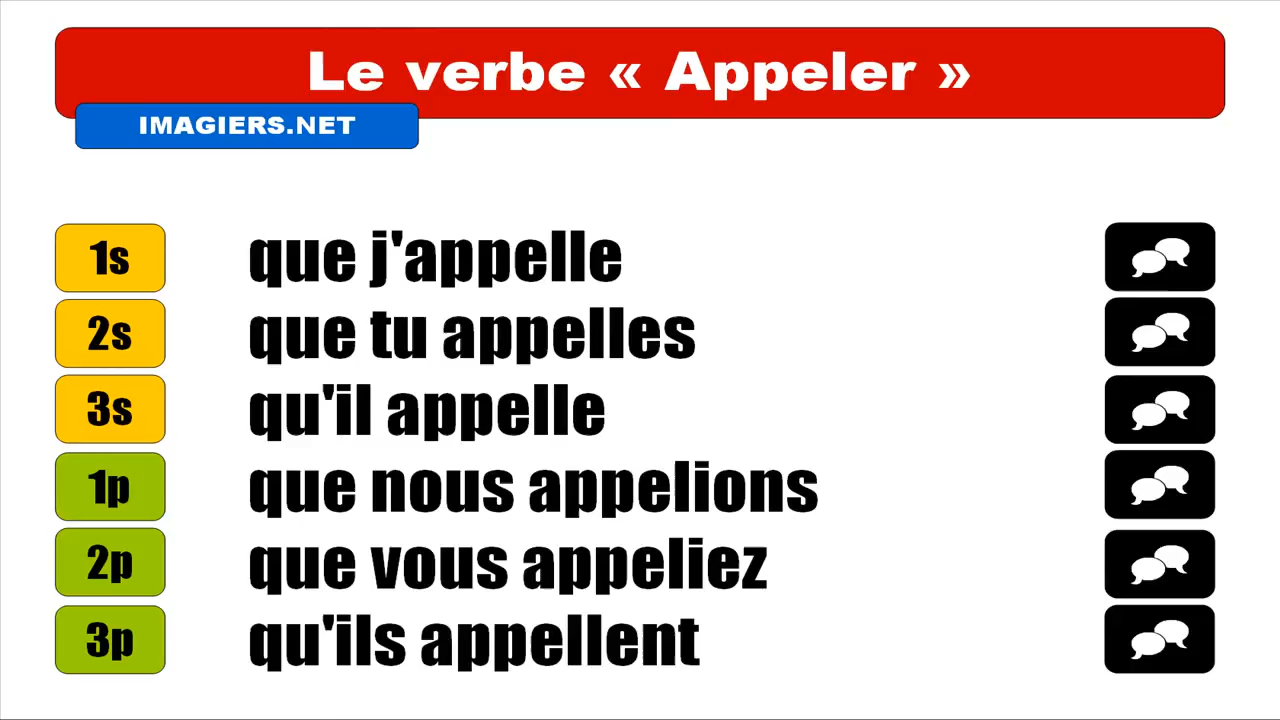 Le verbe « Appeler »
IMAGIERS.NET
1s que j'appelle
2s que tu appelles
3s qu'il appelle
1p que nous appelions
2p que vous appeliez
3p qu'ils appellent